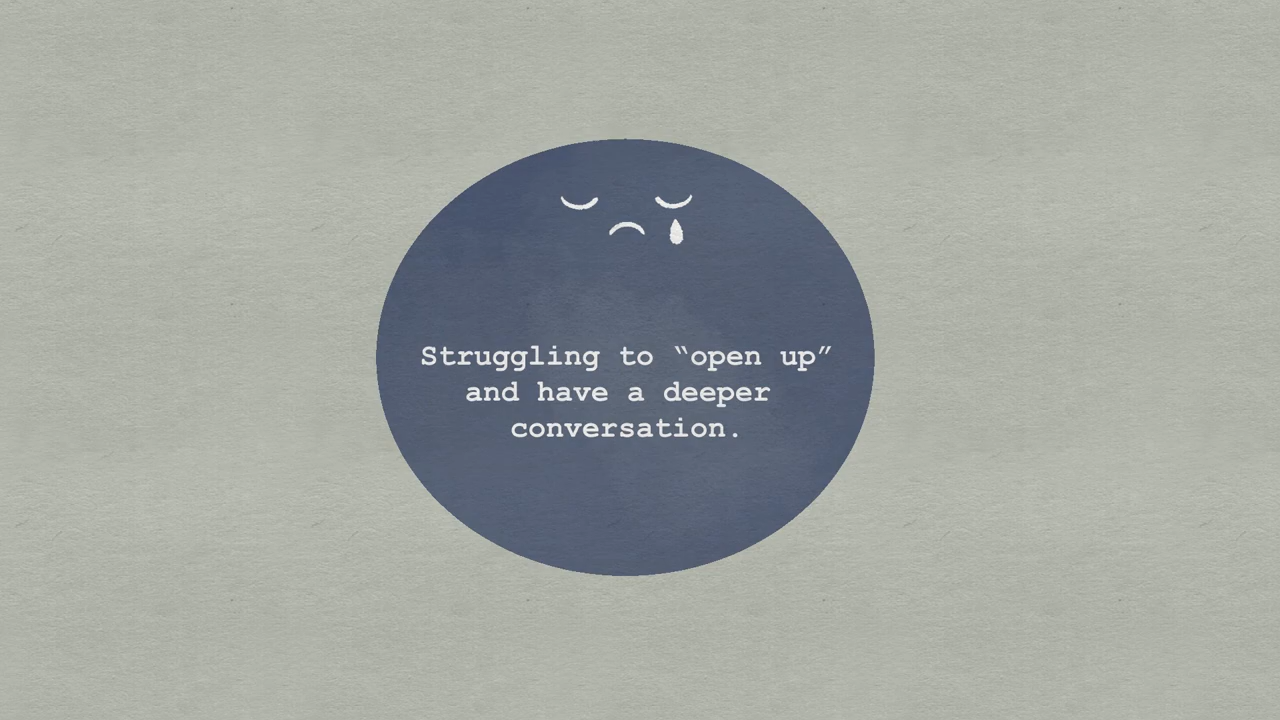 Struggling to “open up”
and have a deeper
conversation.